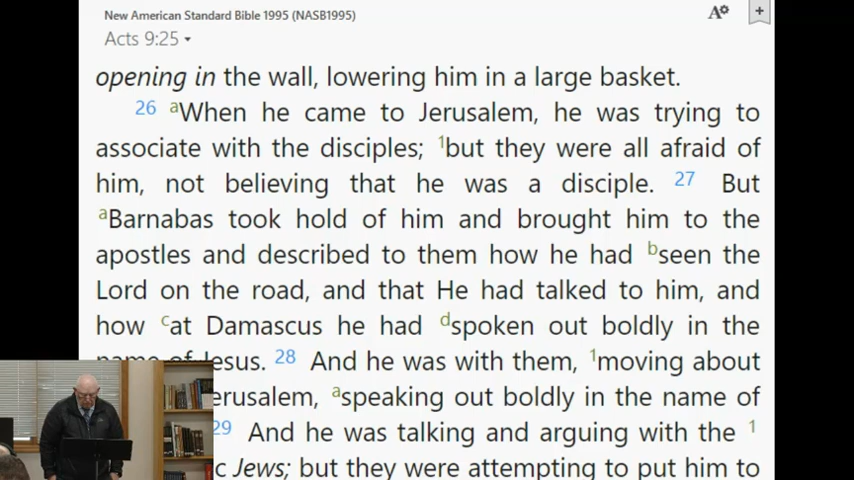 New American Standard Bible 1995 (NASB1995)
Acts 9:25
opening in the wall, lowering him in a large basket.
26 aWhen he came to Jerusalem, he was trying to
associate with the disciples; 1but they were all afraid of
him, not believing that he was a disciple. 27 But
aBarnabas took hold of him and brought him to the
apostles and described to them how he had bseen the
Lord on the road, and that He had talked to him, and
how cat Damascus he had dspoken out boldly in the
name of Jesus. 28 And he was with them, 1moving about
erusalem, aspeaking out boldly in the name of
29 And he was talking and arguing with the 1
c Jews; but they were attempting to put him to